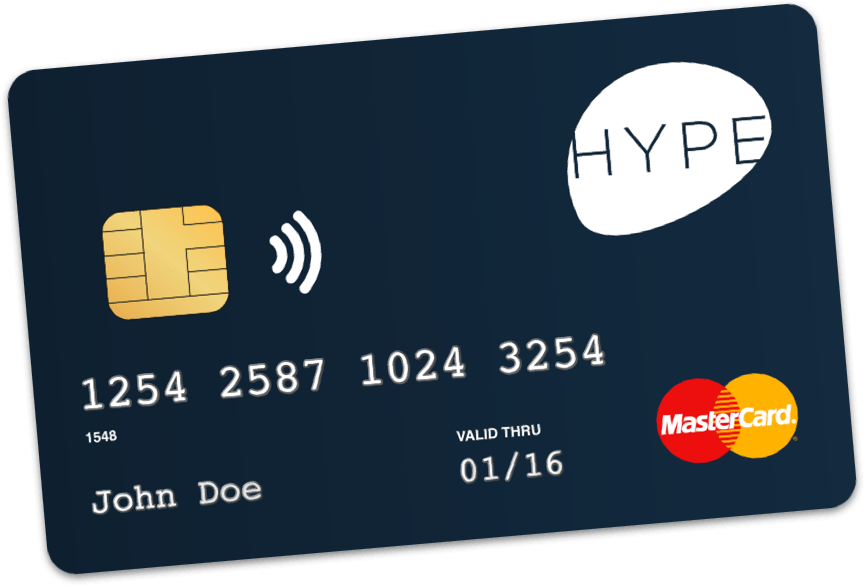 HYPE
1254 2587 1024 3254
1548
VALID THRU
01/16
John Doe
MasterCard.